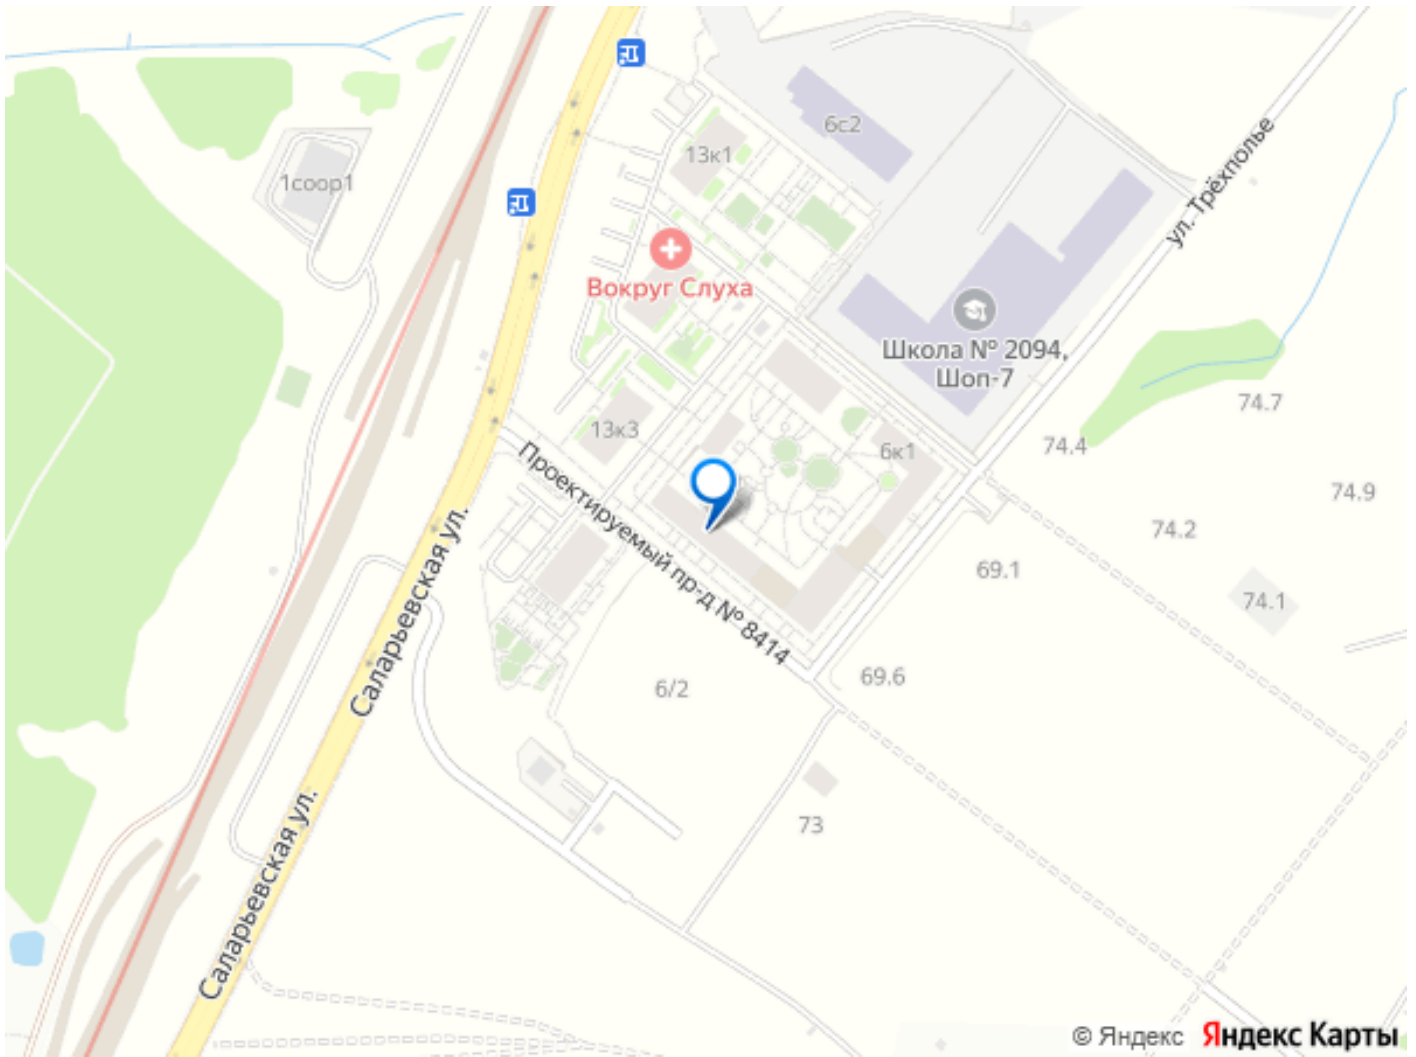 6с2
13к1
1соор1
ул. Трёхполье
Вокруг Слуха
Школа № 2094,
Шоп-7
74.7
13к3
74.4
6к1
74.9
74.2
Проектируемый пр-д № 8414
69.1
74.1
Саларьевская ул.
69.6
6/2
73
Саларьевская ул.
© Яндекс Яндекс Карты